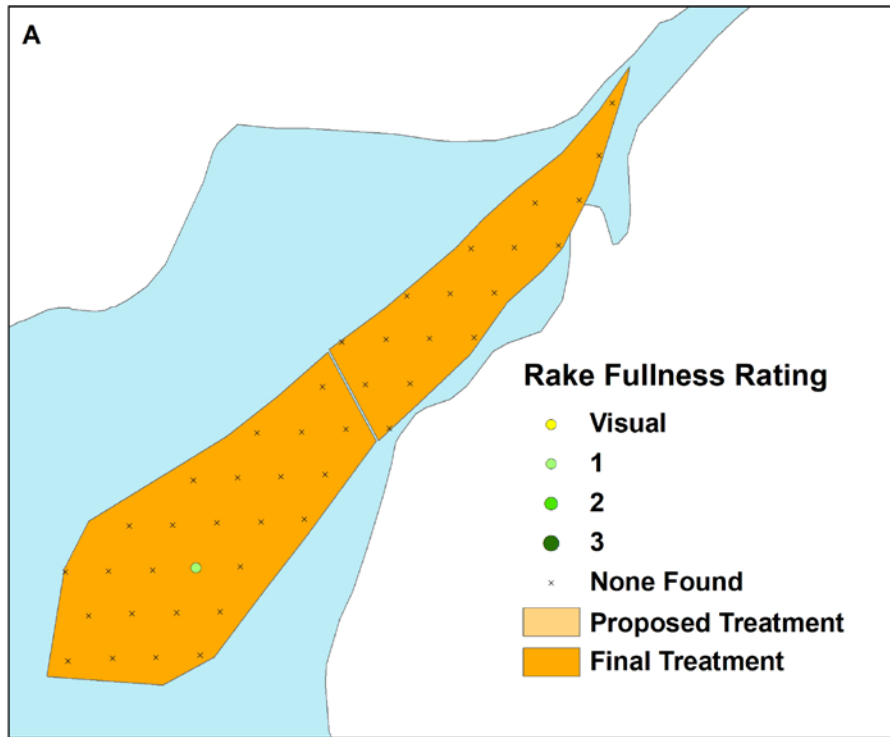 A
Rake Fullness Rating
Visual
1
2
3
None Found
Proposed Treatment
Final Treatment